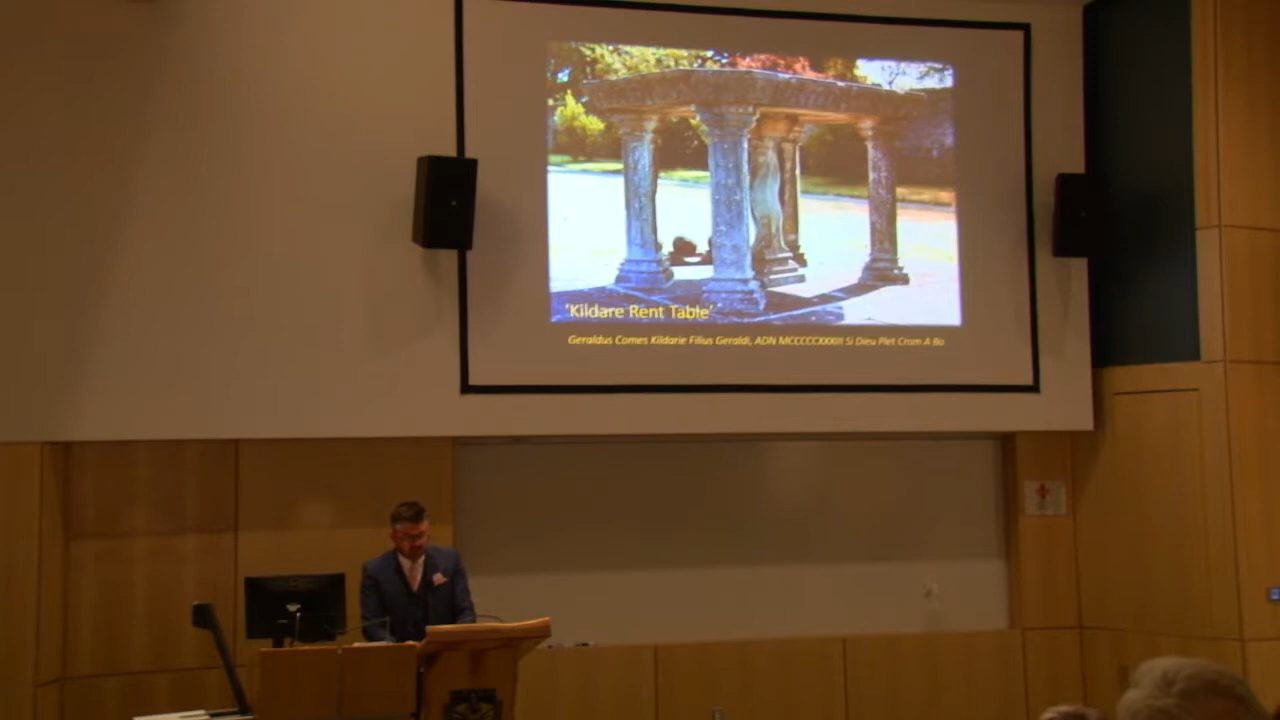 'Kildare Rent Table'
Geraldus Comes Kildarie Filius Geraldi, ADN MCCCCCXXXIII Si Dieu Plet Crom A Bo